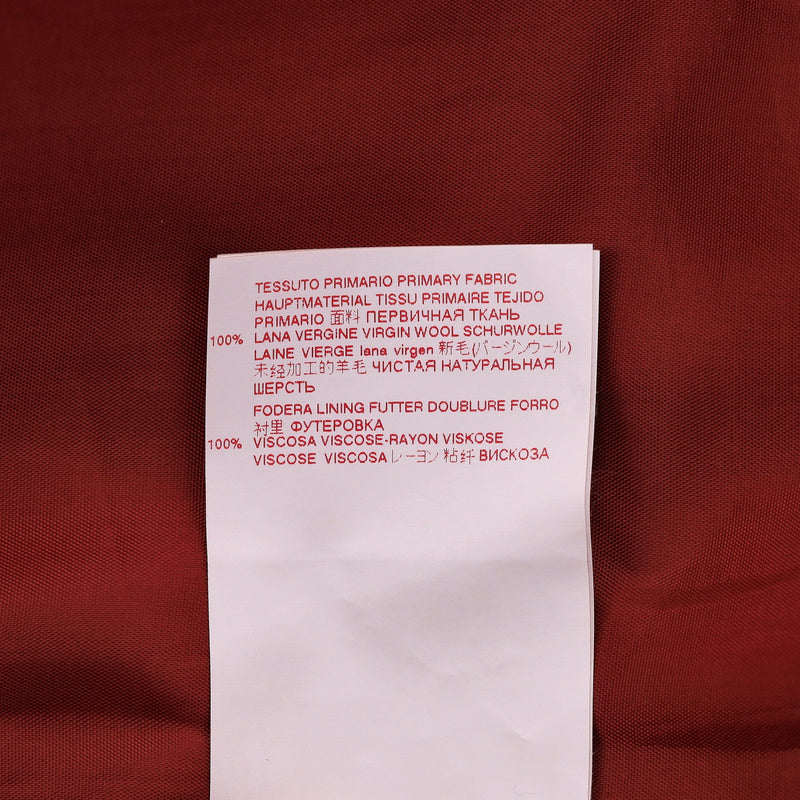 TESSUTO PRIMARIO PRIMARY FABRIC
HAUPTMATERIAL TISSU PRIMAIRE TEJIDO
PRIMARIO 面料 ПЕРВИЧНАЯ ТКАНЬ
100% LANA VERGINE VIRGIN WOOL SCHURWOLLE
LAINE VIERGE lana virgen 新毛(バージンウール)
未经加工的羊毛 ЧИСТАЯ НАТУРАЛЬНАЯ
ШЕРСТЬ
FODERA LINING FUTTER DOUBLURE FORRO
衬里 ФУТЕРОВКА
100% VISCOSA VISCOSE-RAYON VISKOSE
VISCOSE VISCOSA レーヨン 粘纤 ВИСКОЗА